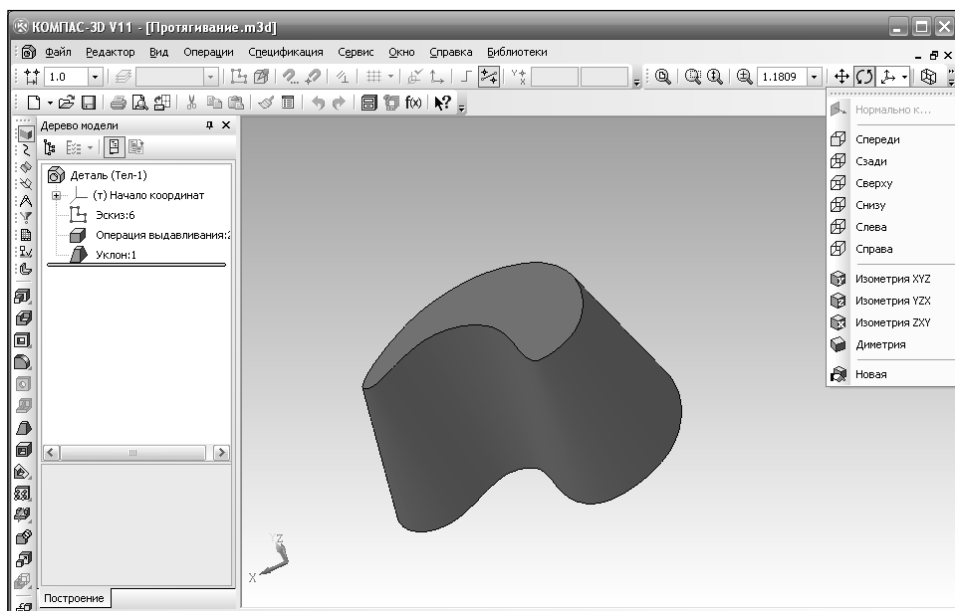 КОМПАС-3D V11 - [Протягивание.m3d]
Файл Редактор Вид Операции Спецификация Сервис Окно Справка Библиотеки
1.0 1.1809
f(x)
Дерево модели
Деталь (Тел-1)
(т) Начало координат
Эскиз:6
Операция выдавливания:2
Уклон:1
Построение
Нормально к...
Спереди
Сзади
Сверху
Снизу
Слева
Справа
Изометрия XYZ
Изометрия YZX
Изометрия ZXY
Диметрия
Новая
YZ
X